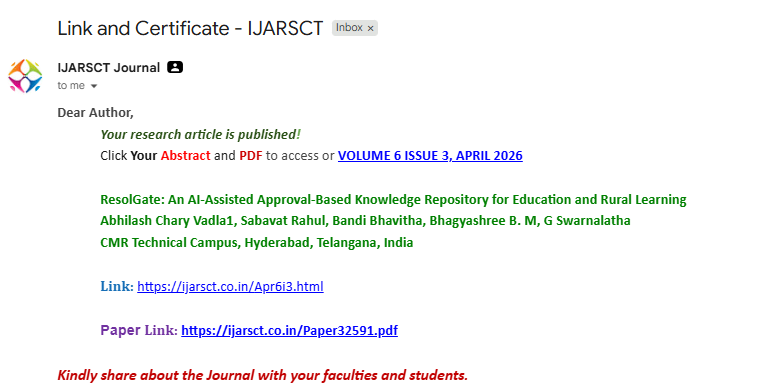 Link and Certificate - IJARSCT Inbox ×
IJARSCT Journal
to me
Dear Author,
Your research article is published!
Click Your Abstract and PDF to access or VOLUME 6 ISSUE 3, APRIL 2026
ResolGate: An AI-Assisted Approval-Based Knowledge Repository for Education and Rural Learning
Abhilash Chary Vadla1, Sabavat Rahul, Bandi Bhavitha, Bhagyashree B. M, G Swarnalatha
CMR Technical Campus, Hyderabad, Telangana, India
Link: https://ijarsct.co.in/Apr6i3.html
Paper Link: https://ijarsct.co.in/Paper32591.pdf
Kindly share about the Journal with your faculties and students.